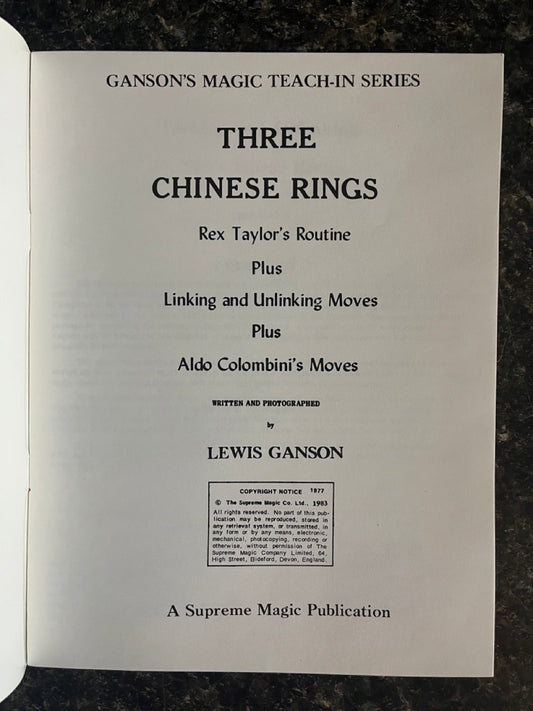 GANSON'S MAGIC TEACH-IN SERIES
THREE
CHINESE RINGS
Rex Taylor's Routine
Plus
Linking and Unlinking Moves
Plus
Aldo Colombini's Moves
WRITTEN AND PHOTOGRAPHED
by
LEWIS GANSON
COPYRIGHT NOTICE 1977
© The Supreme Magic Co. Ltd., 1983
All rights reserved. No part of this pub-
lication may be reproduced, stored in
any retrieval system, or transmitted, in
any form or by any means, electronic,
mechanical, photocopying, recording or
otherwise, without permission of The
Supreme Magic Company Limited, 64,
High Street, Bideford, Devon, England.
A Supreme Magic Publication